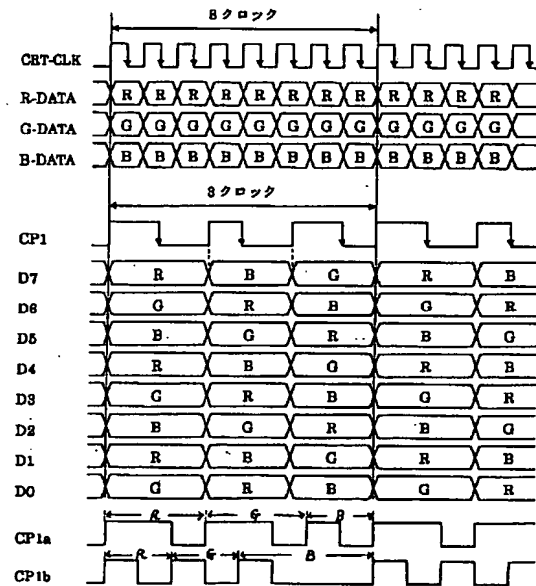 8クロック
CRT-CLK
R-DATA R R R R R R R R R R R R
G-DATA G G G G G G G G G G G G
B-DATA B B B B B B B B B B B B
8クロック
CP1
D7 R B G R B
D6 G R B G R
D5 B G R B G
D4 R B G R B
D3 G R B G R
D2 B G R B G
D1 R B G R B
D0 G R B G R
R G B
CP1a
R G B
CP1b